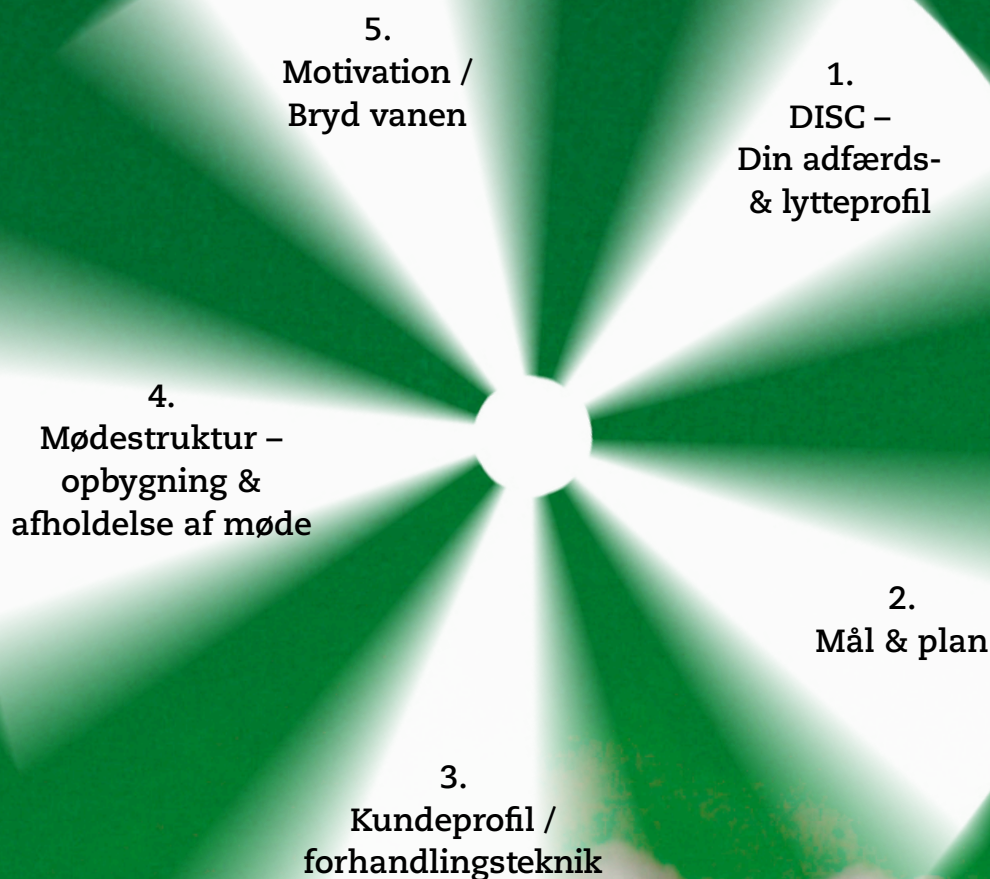 5.
Motivation /
Bryd vanen
1.
DISC –
Din adfærds-
& lytteprofil
4.
Mødestruktur –
opbygning &
afholdelse af møde
2.
Mål & plan
3.
Kundeprofil /
forhandlingsteknik